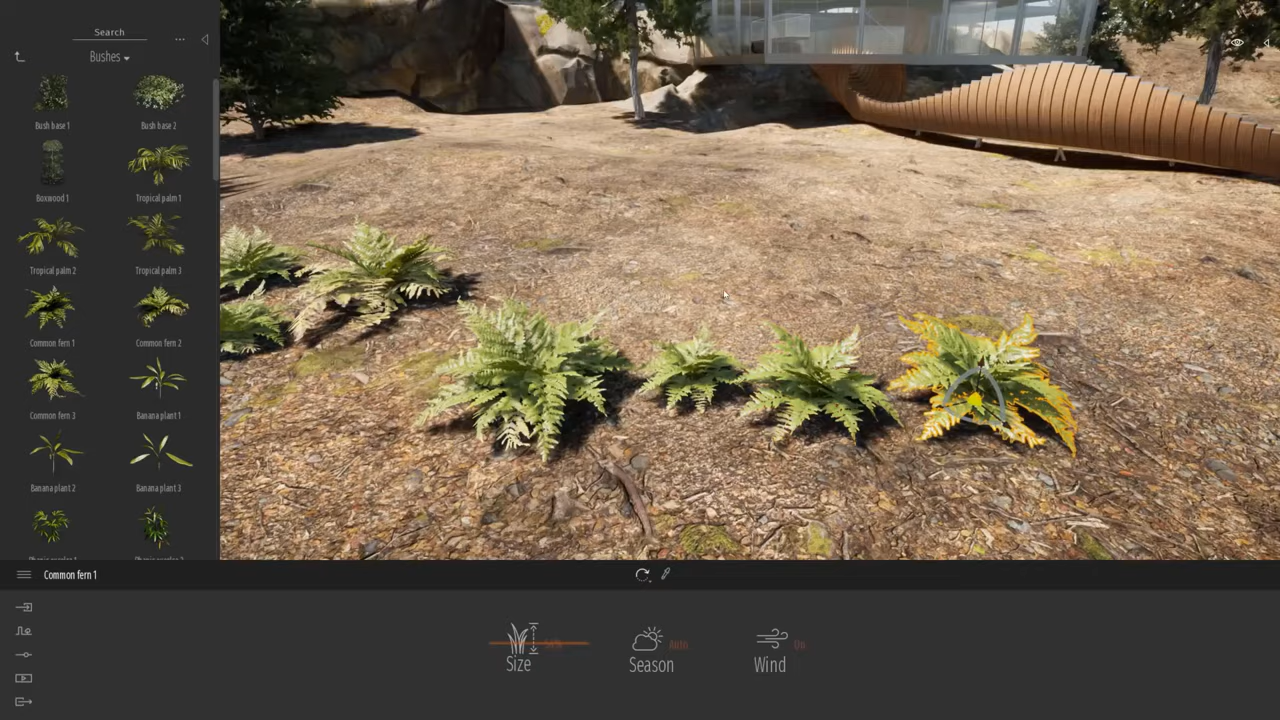 Search
Bushes
Bush base 1
Bush base 2
Boxwood 1
Tropical palm 1
Tropical palm 2
Tropical palm 3
Common fern 1
Common fern 2
Common fern 3
Banana plant 1
Banana plant 2
Banana plant 3
Common fern 1
Size
Auto
Season
On
Wind